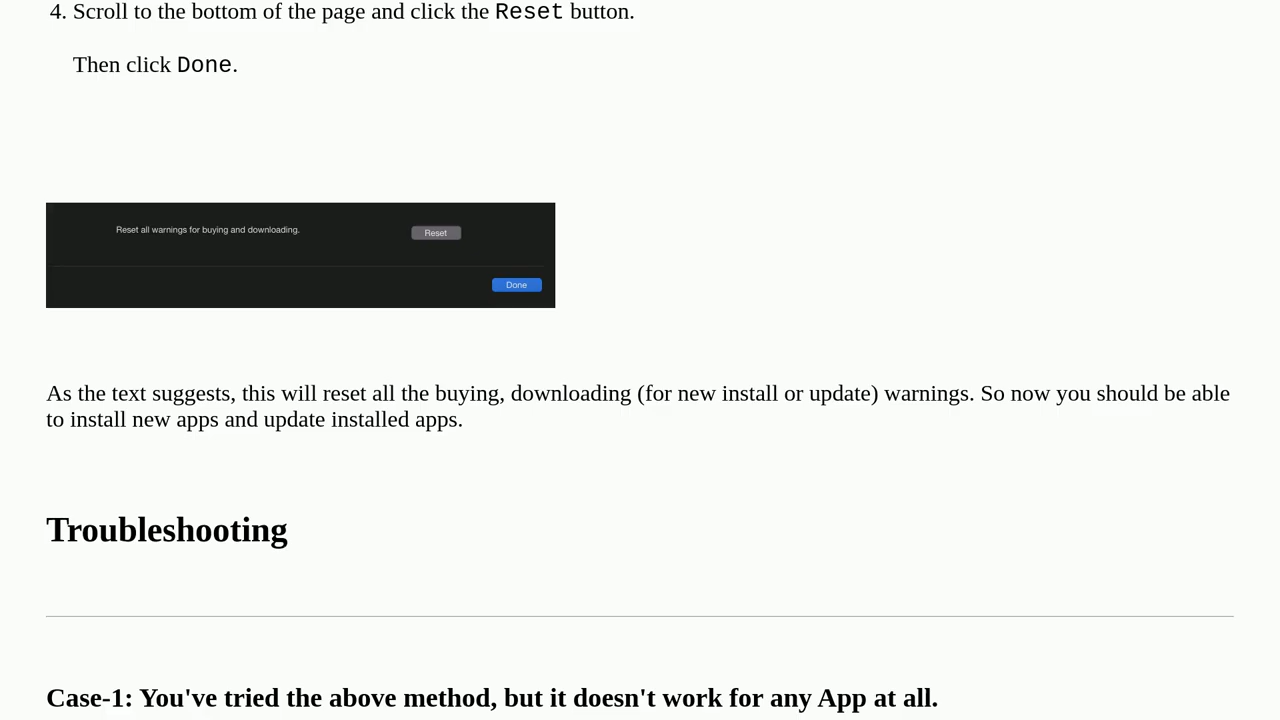 4. Scroll to the bottom of the page and click the Reset button.
Then click Done.
Reset all warnings for buying and downloading.
Reset
Done
As the text suggests, this will reset all the buying, downloading (for new install or update) warnings. So now you should be able
to install new apps and update installed apps.
Troubleshooting
Case-1: You've tried the above method, but it doesn't work for any App at all.